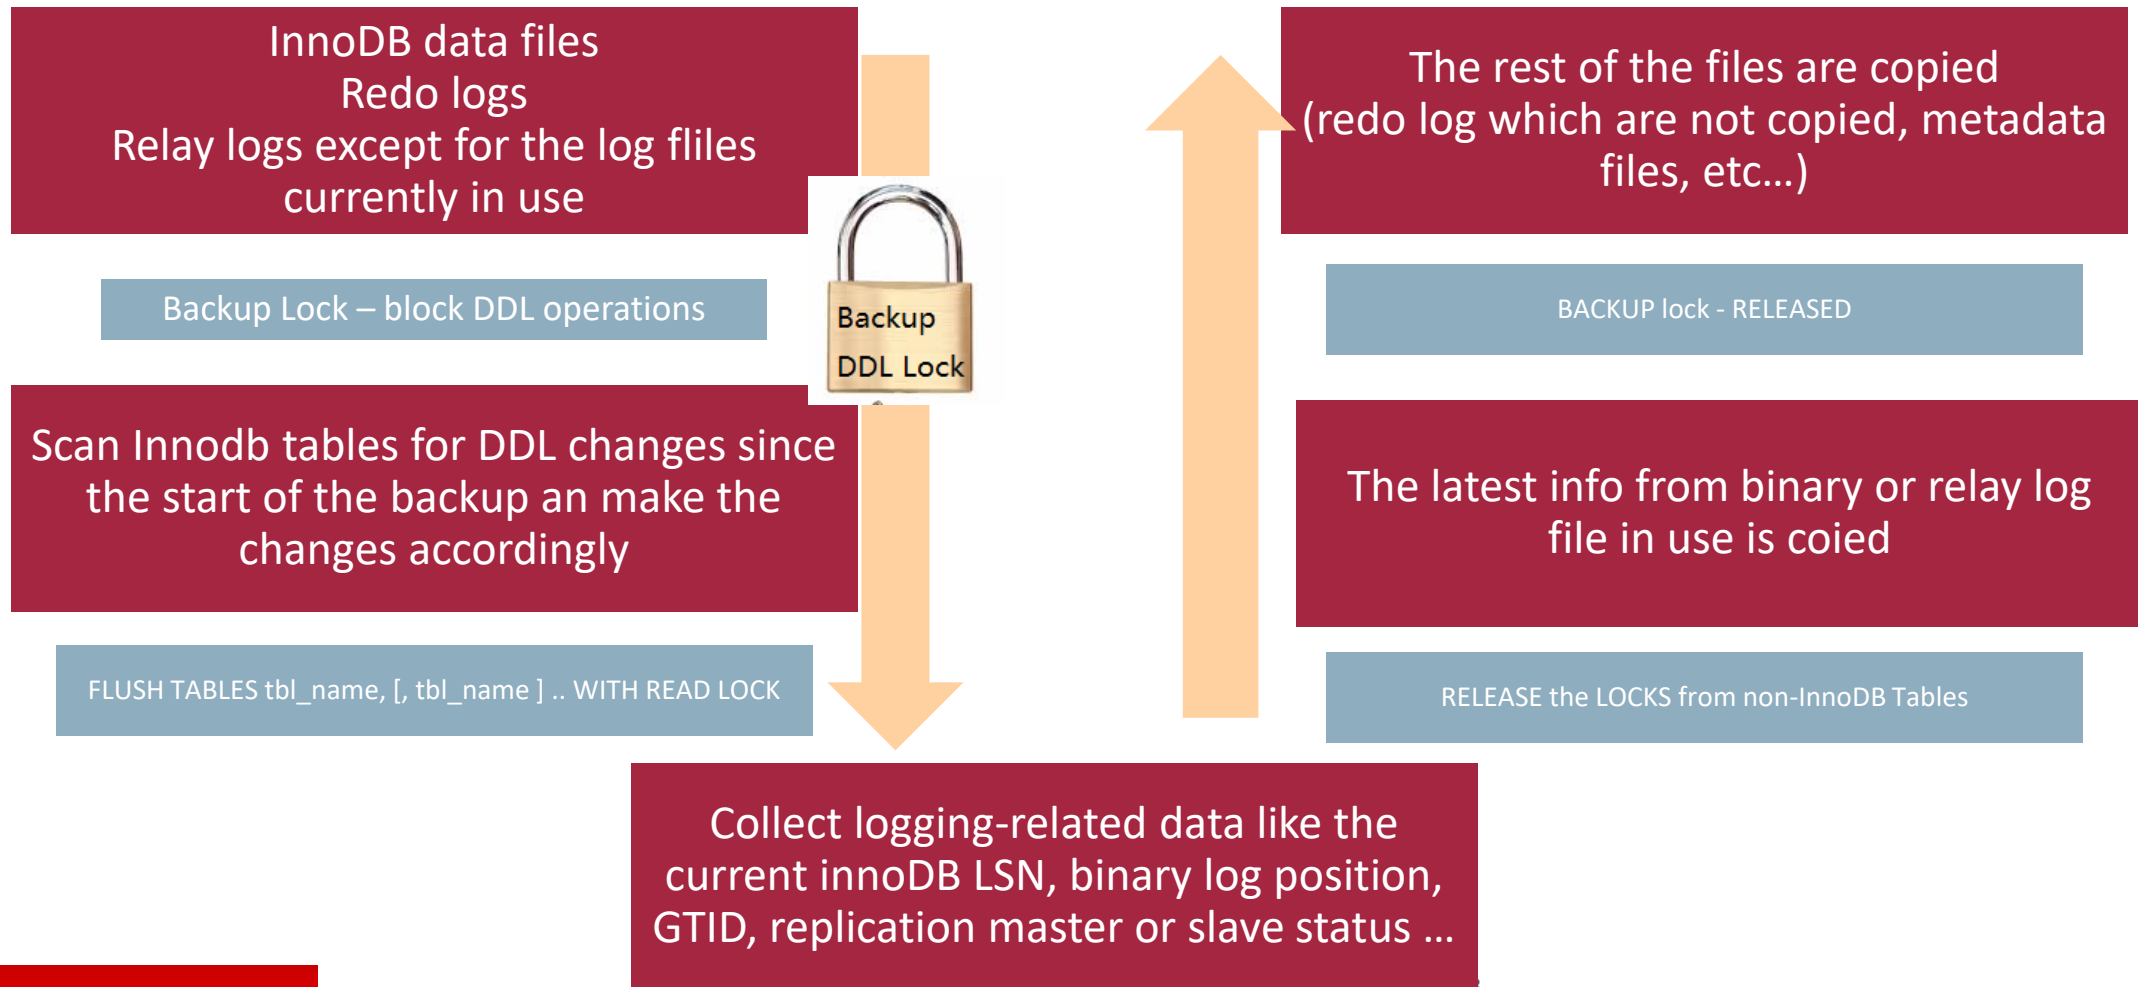 InnoDB data files
Redo logs
Relay logs except for the log fliles
currently in use
Backup Lock – block DDL operations
Backup
DDL Lock
Scan Innodb tables for DDL changes since
the start of the backup an make the
changes accordingly
FLUSH TABLES tbl_name, [, tbl_name ] .. WITH READ LOCK
Collect logging-related data like the
current innoDB LSN, binary log position,
GTID, replication master or slave status ...
RELEASE the LOCKS from non-InnoDB Tables
The latest info from binary or relay log
file in use is coied
BACKUP lock - RELEASED
The rest of the files are copied
(redo log which are not copied, metadata
files, etc...)